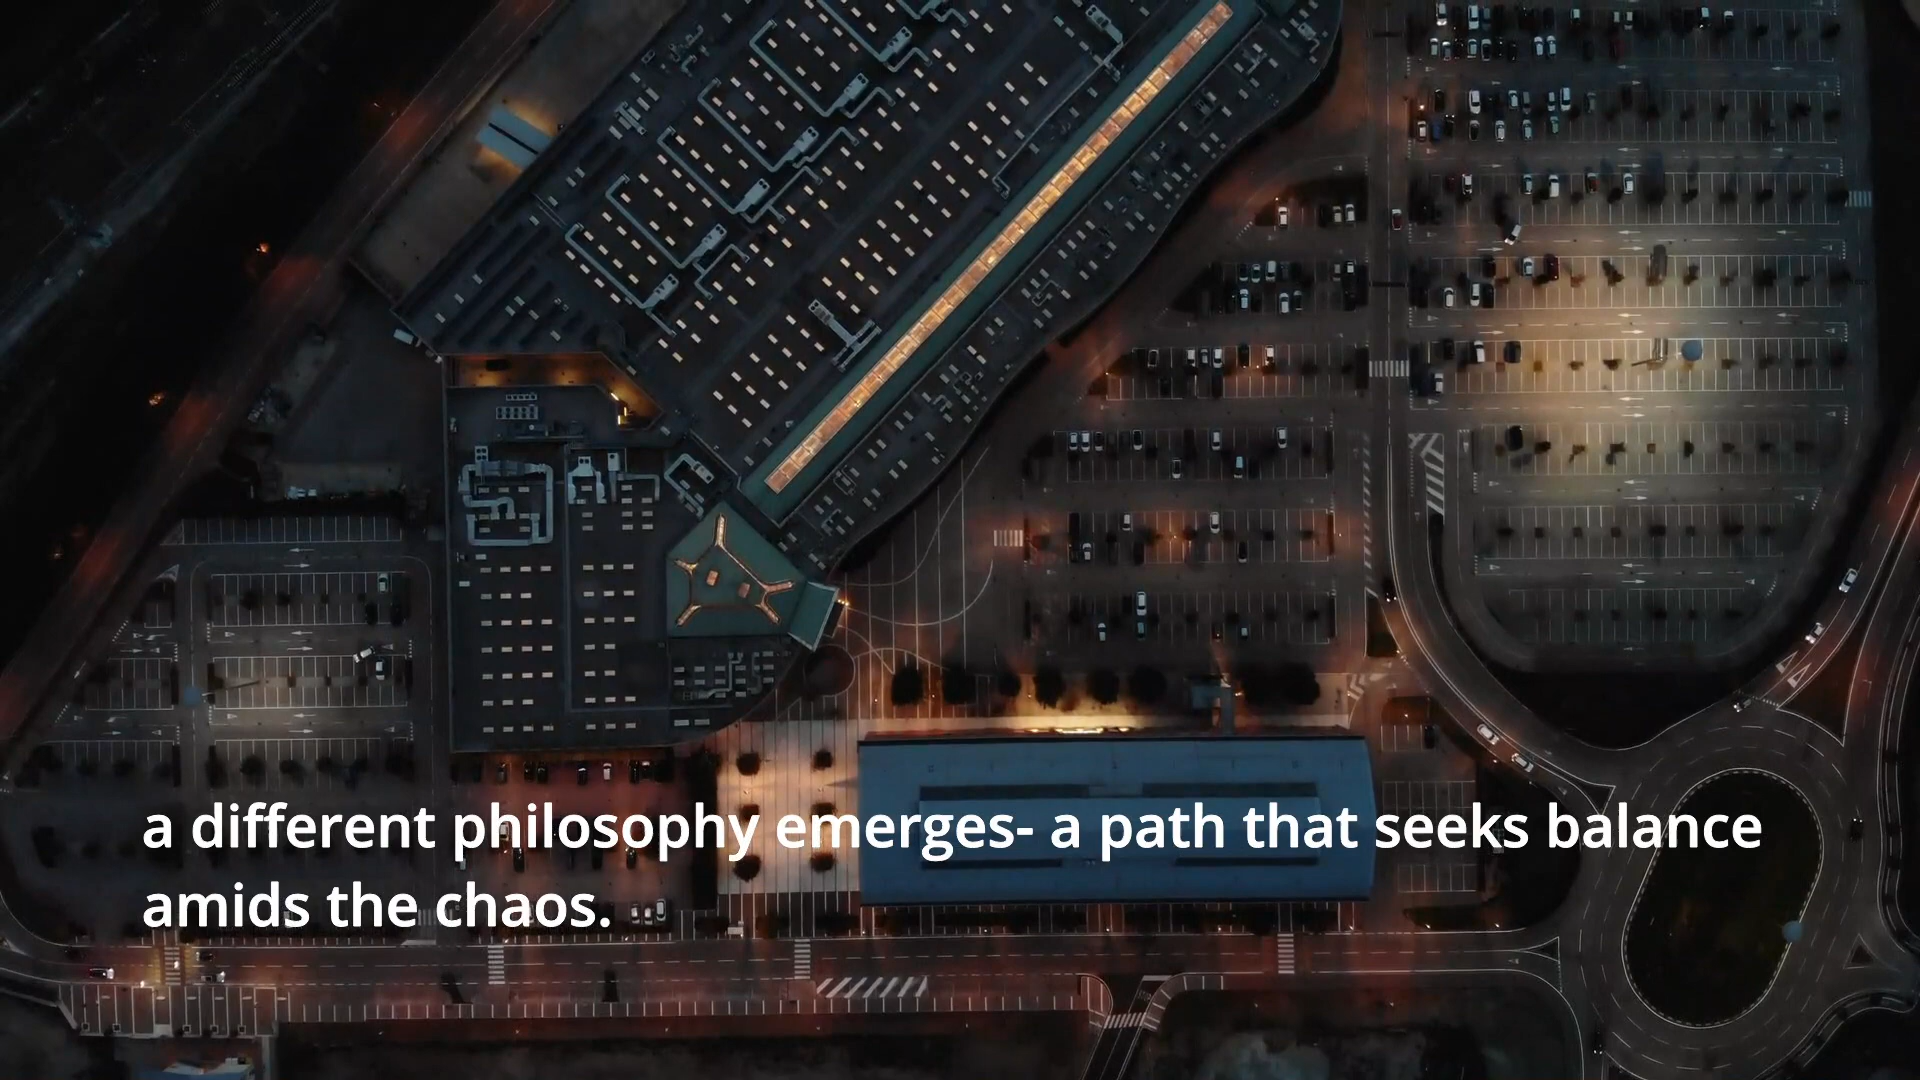 a different philosophy emerges- a path that seeks balance
amids the chaos.